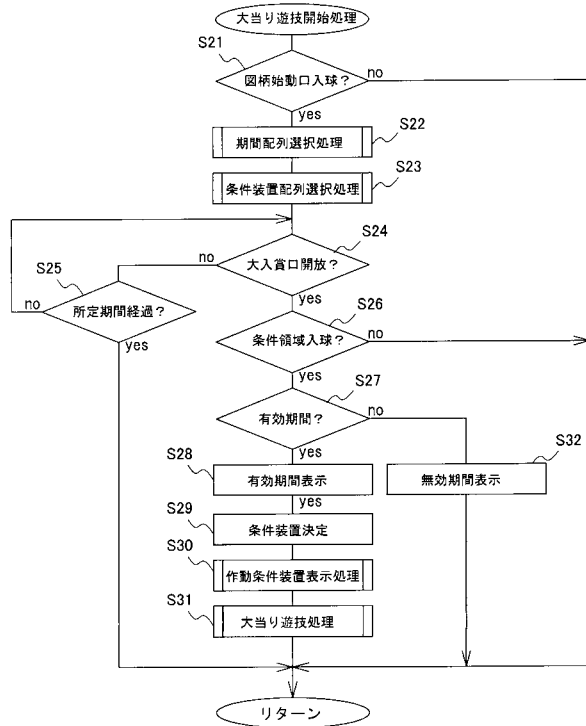 大当り遊技開始処理
S21
図柄始動口入球?
no
yes
S22
期間配列選択処理
S23
条件装置配列選択処理
S24
no
大入賞口開放?
S25
yes
no
所定期間経過?
yes
S26
条件領域入球?
no
yes
S27
有効期間?
no
yes
S28
有効期間表示
S32
無効期間表示
yes
S29
条件装置決定
S30
作動条件装置表示処理
S31
大当り遊技処理
リターン